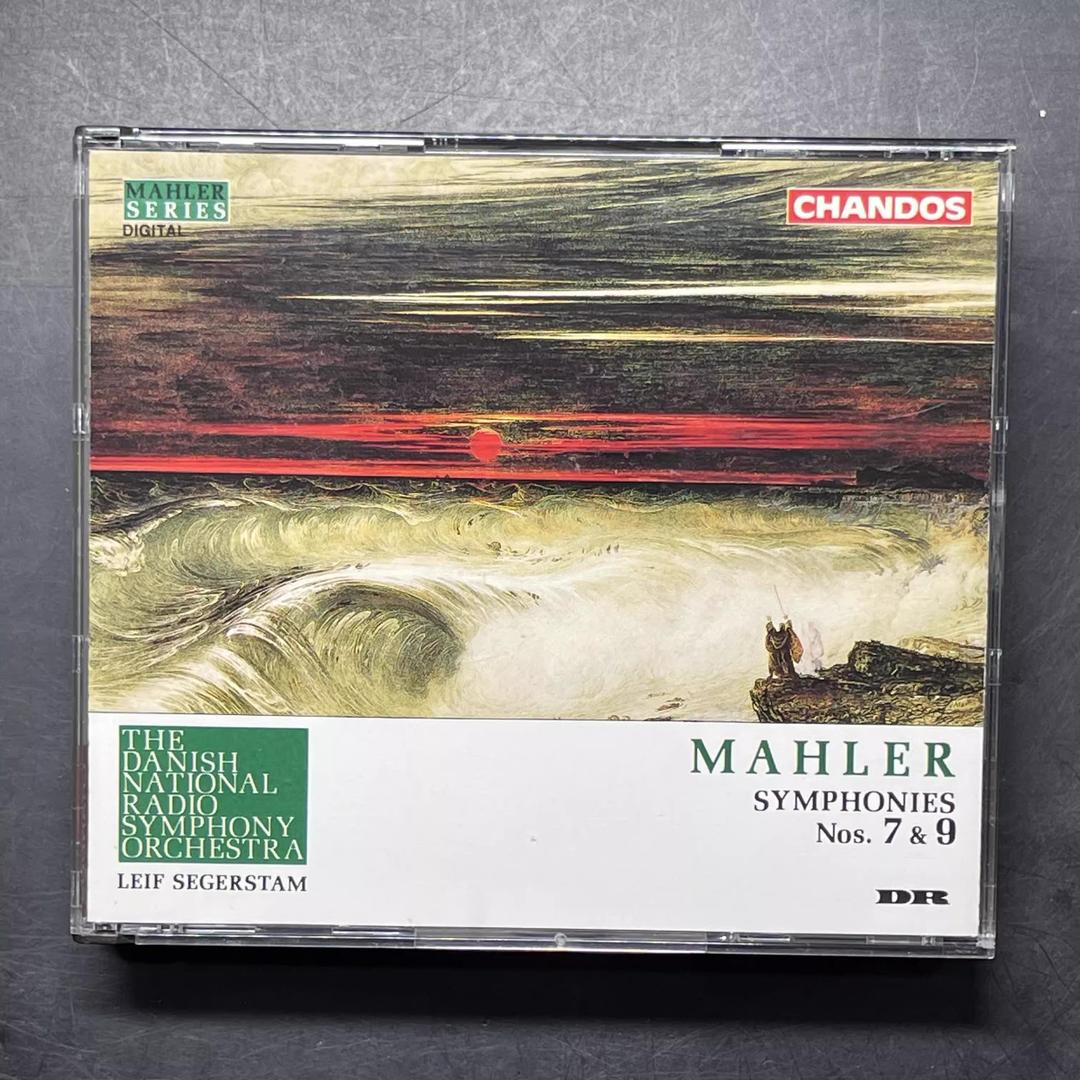 MAHLER
SERIES
DIGITAL
CHANDOS
THE
DANISH
NATIONAL
RADIO
SYMPHONY
ORCHESTRA
LEIF SEGERSTAM
MAHLER
SYMPHONIES
Nos. 7 & 9
DR